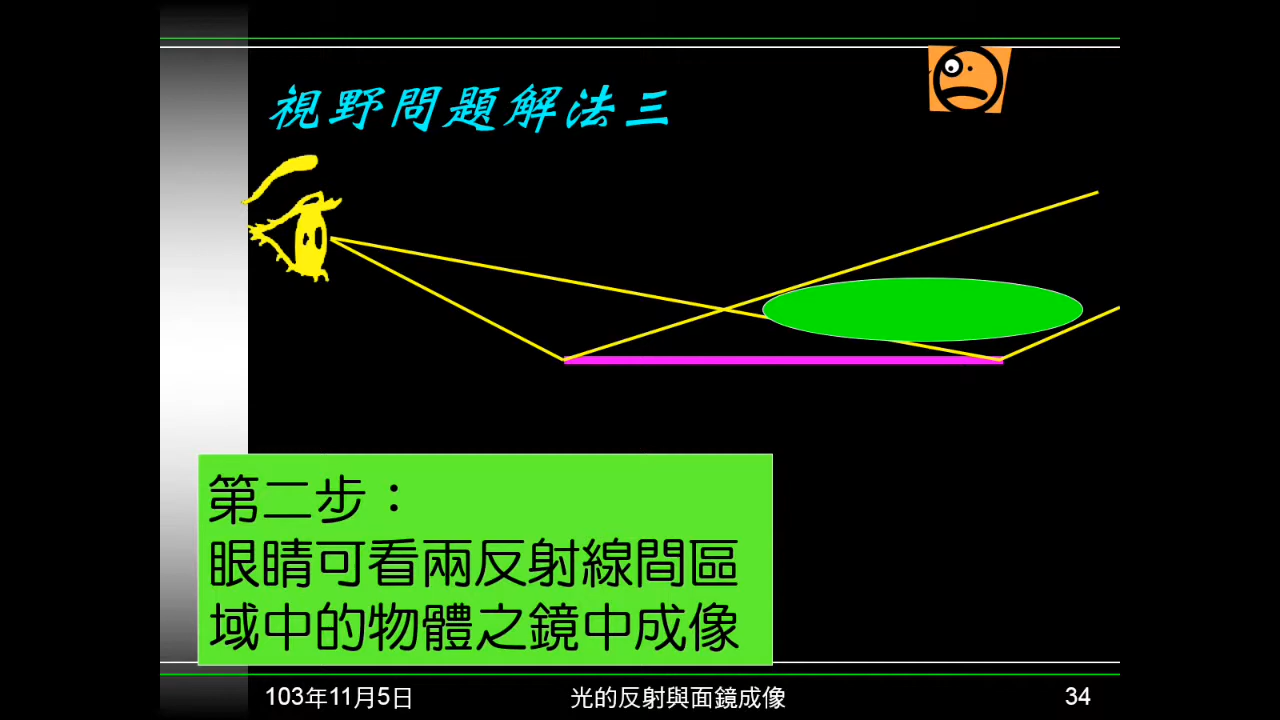 視野問題解法三
第二步：
眼睛可看兩反射線間區
域中的物體之鏡中成像
103年11月5日
光的反射與面鏡成像
34